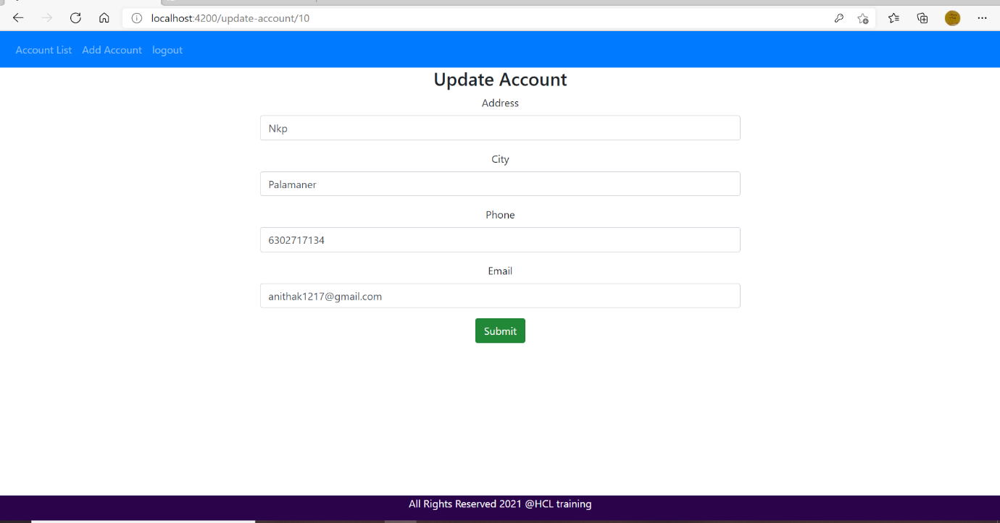 localhost:4200/update-account/10
Account List Add Account logout
Update Account
Address
Nkp
City
Palamaner
Phone
6302717134
Email
anithak1217@gmail.com
Submit
All Rights Reserved 2021 @HCL training